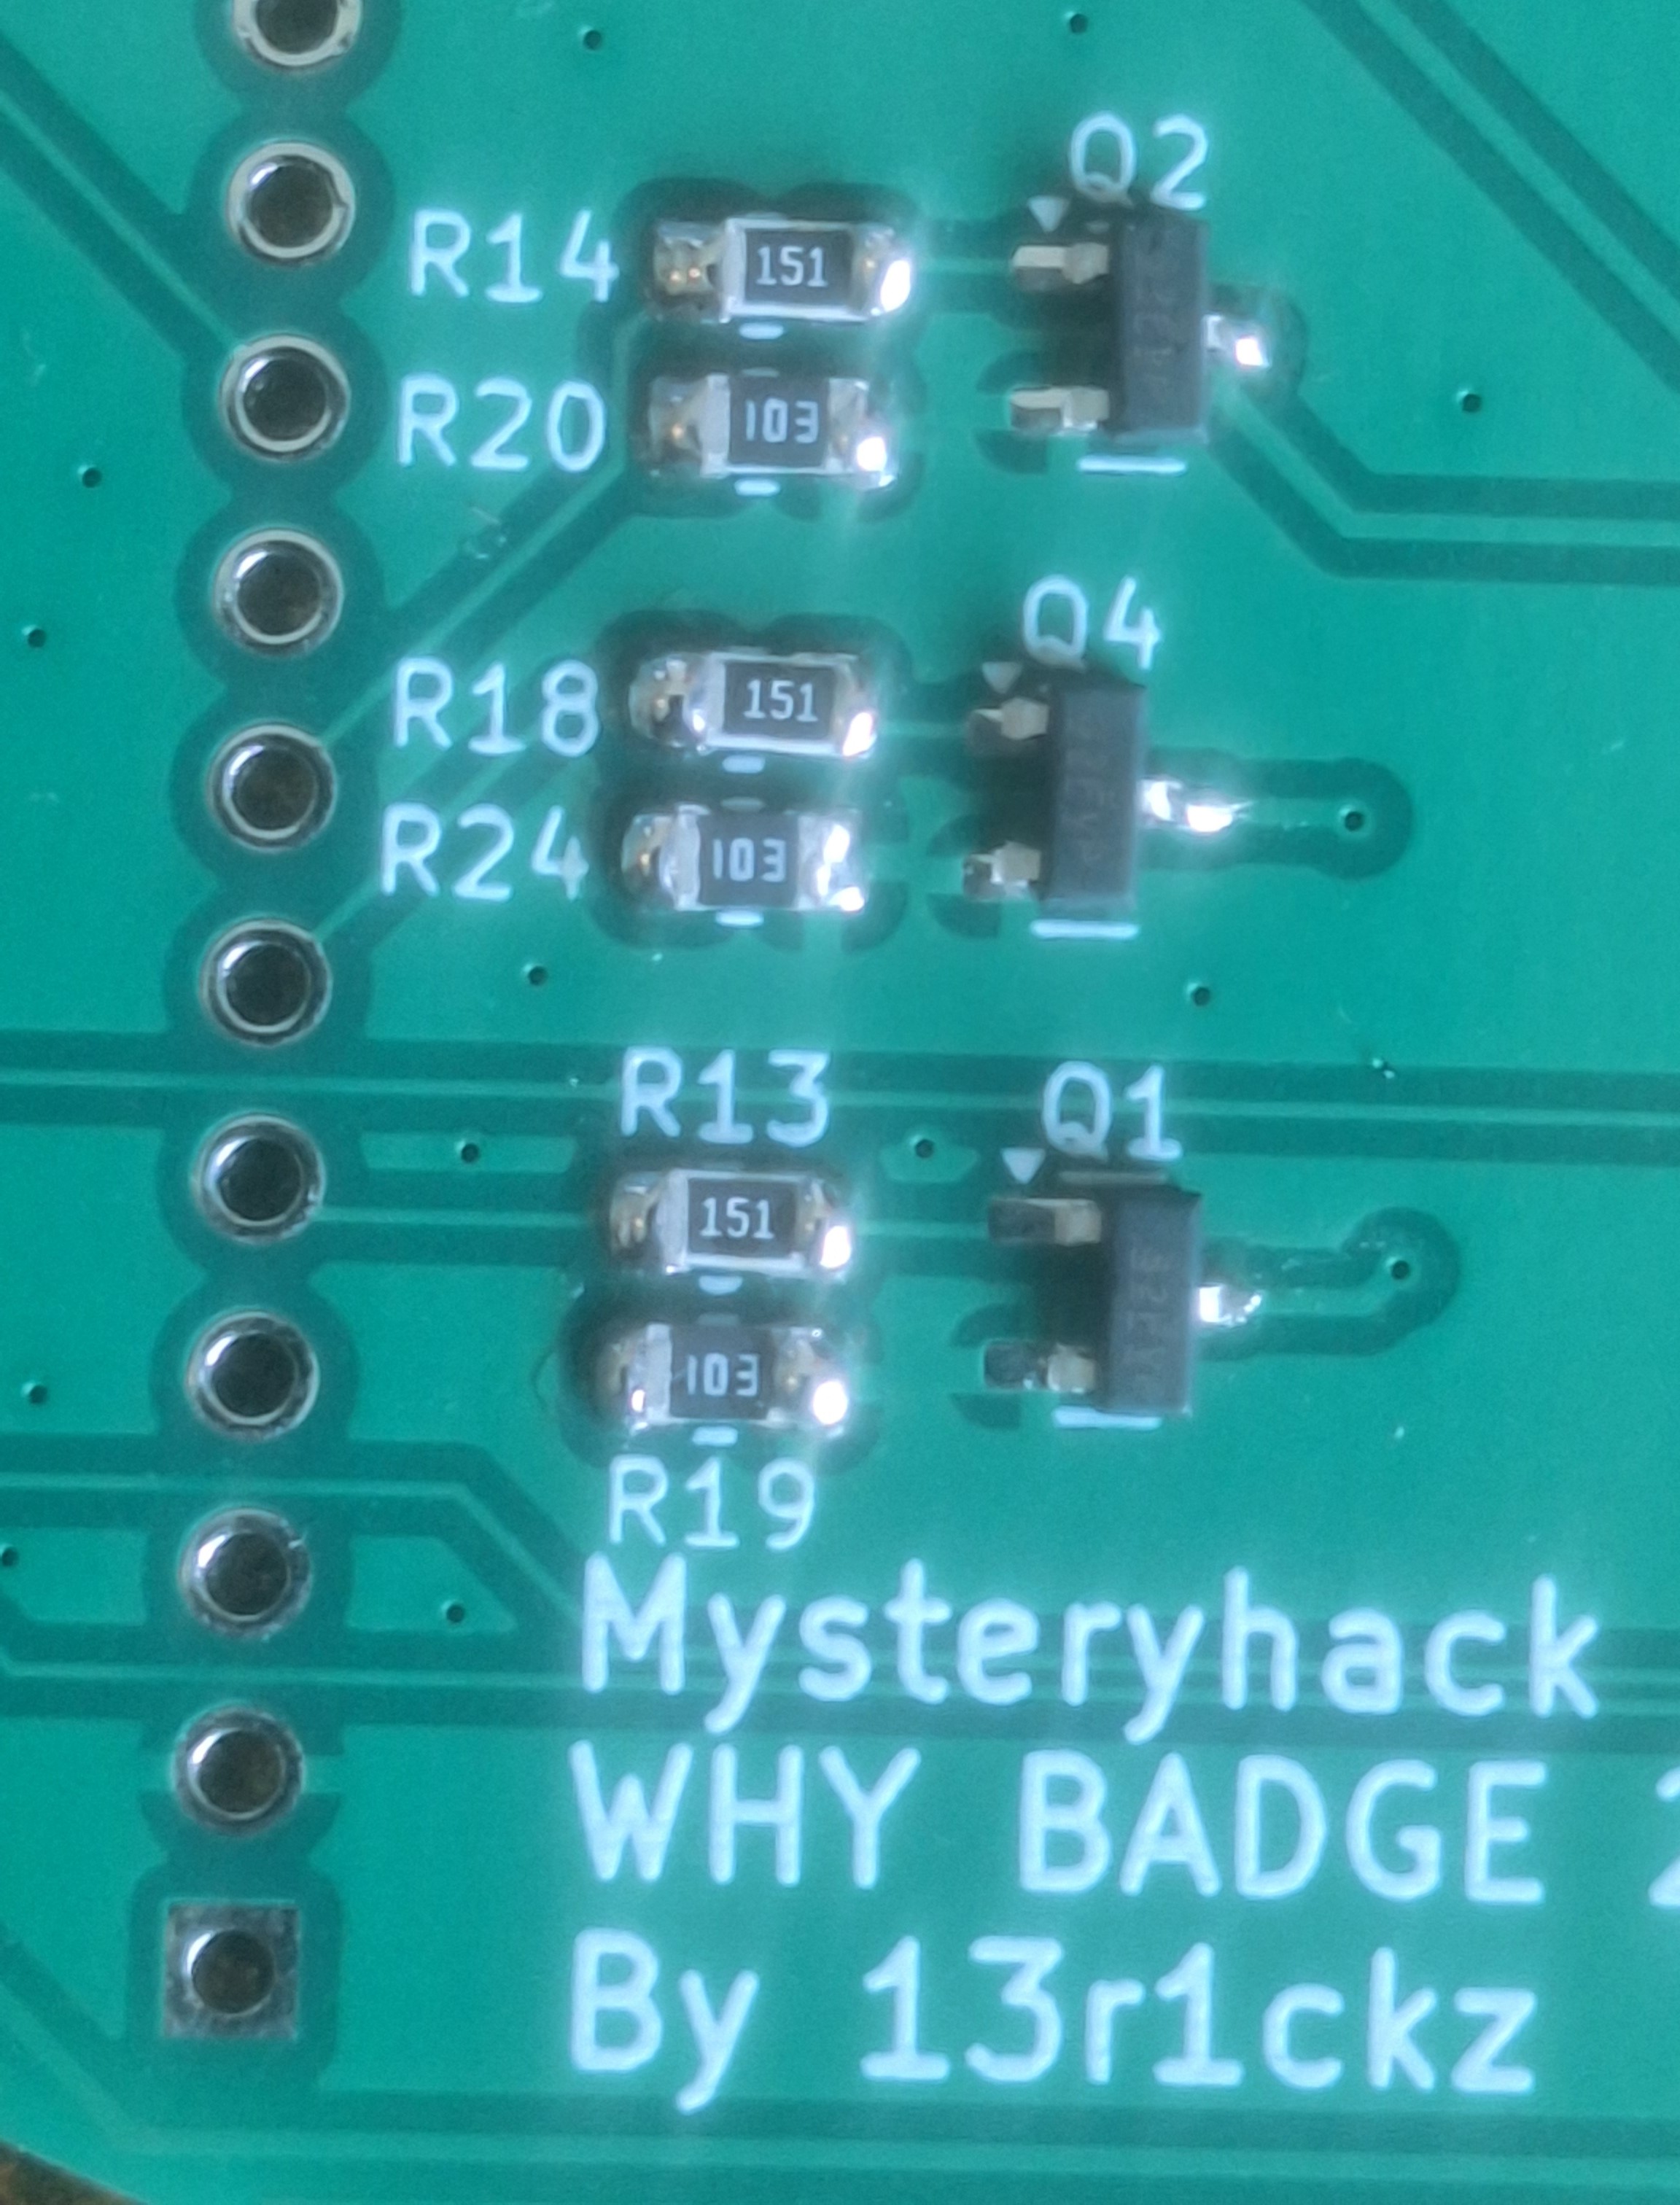 Q2
R14 151
R20 103
Q4
R18 151
R24 103
R13 Q1
151
103
R19
Mysteryhack
WHY BADGE
By 13r1ckz